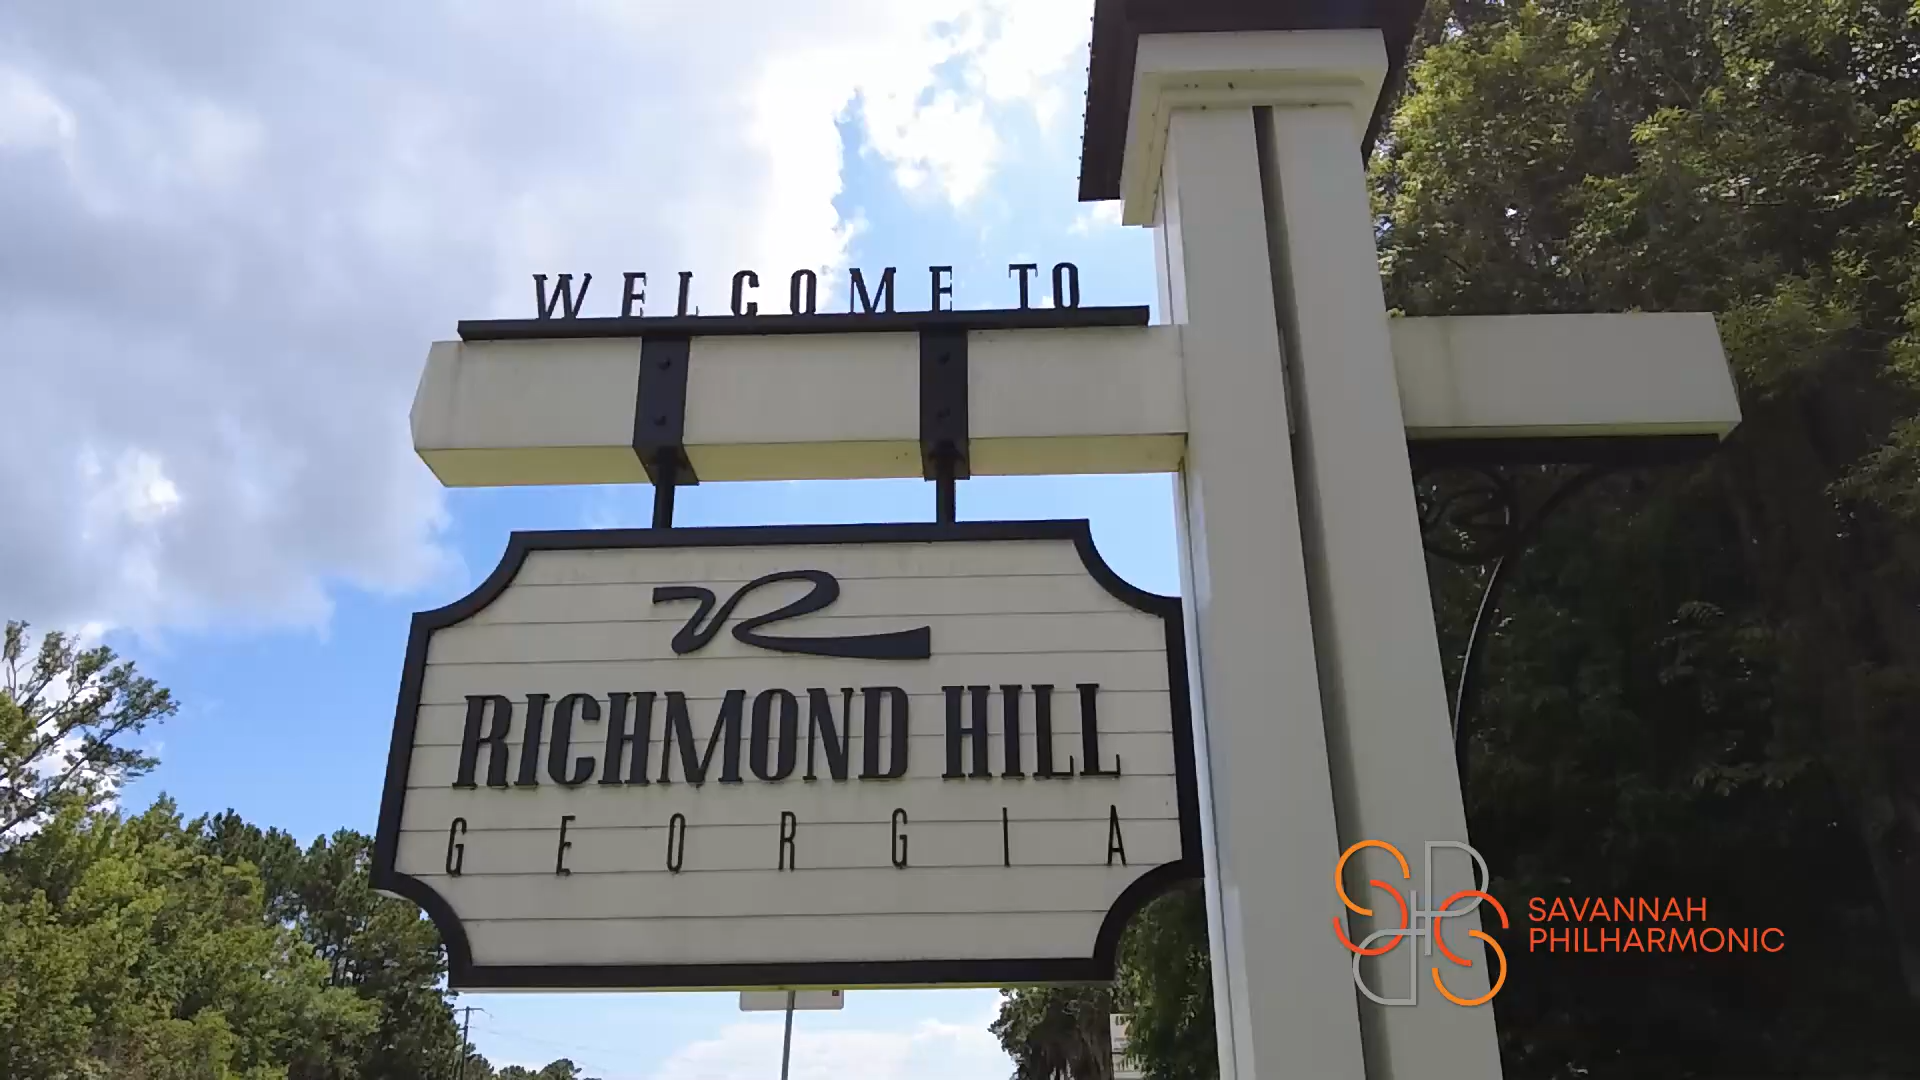 WELCOME TO
RICHMOND HILL
GEORGIA
SAVANNAH
PHILHARMONIC